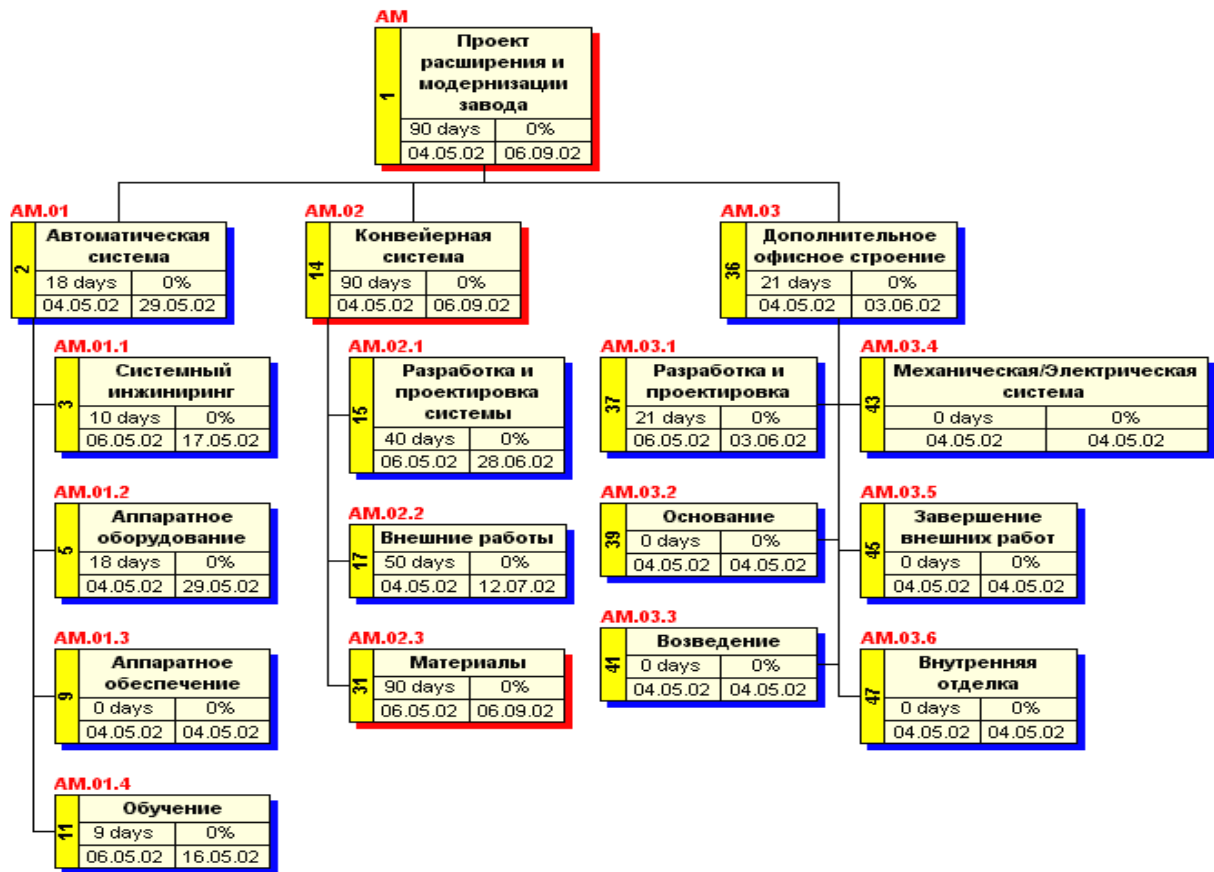 AM
1
Проект
расширения и
модернизации
завода
90 days 0%
04.05.02 06.09.02
AM.01
2
Автоматическая
система
18 days 0%
04.05.02 29.05.02
AM.01.1
3
Системный
инжиниринг
10 days 0%
06.05.02 17.05.02
AM.01.2
5
Аппаратное
оборудование
18 days 0%
04.05.02 29.05.02
AM.01.3
9
Аппаратное
обеспечение
0 days 0%
04.05.02 04.05.02
AM.01.4
11
Обучение
9 days 0%
06.05.02 16.05.02
AM.02
14
Конвейерная
система
90 days 0%
04.05.02 06.09.02
AM.02.1
15
Разработка и
проектировка
системы
40 days 0%
06.05.02 28.06.02
AM.02.2
17
Внешние работы
50 days 0%
04.05.02 12.07.02
AM.02.3
31
Материалы
90 days 0%
06.05.02 06.09.02
AM.03
36
Дополнительное
офисное строение
21 days 0%
04.05.02 03.06.02
AM.03.1
37
Разработка и
проектировка
21 days 0%
06.05.02 03.06.02
AM.03.2
39
Основание
0 days 0%
04.05.02 04.05.02
AM.03.3
41
Возведение
0 days 0%
04.05.02 04.05.02
AM.03.4
43
Механическая/Электрическая
система
0 days 0%
04.05.02 04.05.02
AM.03.5
45
Завершение
внешних работ
0 days 0%
04.05.02 04.05.02
AM.03.6
47
Внутренняя
отделка
0 days 0%
04.05.02 04.05.02